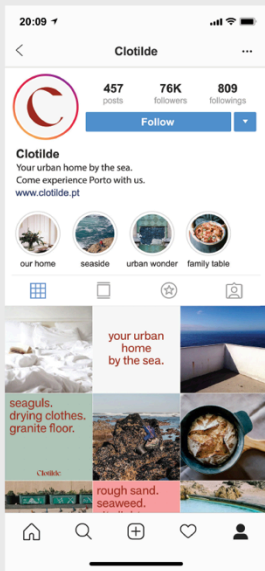 20:09
Clotilde
C
457
76K
809
posts
followers
followings
Follow
Clotilde
Your urban home by the sea.
Come experience Porto with us.
www.clotilde.pt
our home
seaside
urban wonder
family table
your urban
home
by the sea.
seaguls.
drying clothes.
granite floor.
Clotilde.
rough sand.
seaweed.